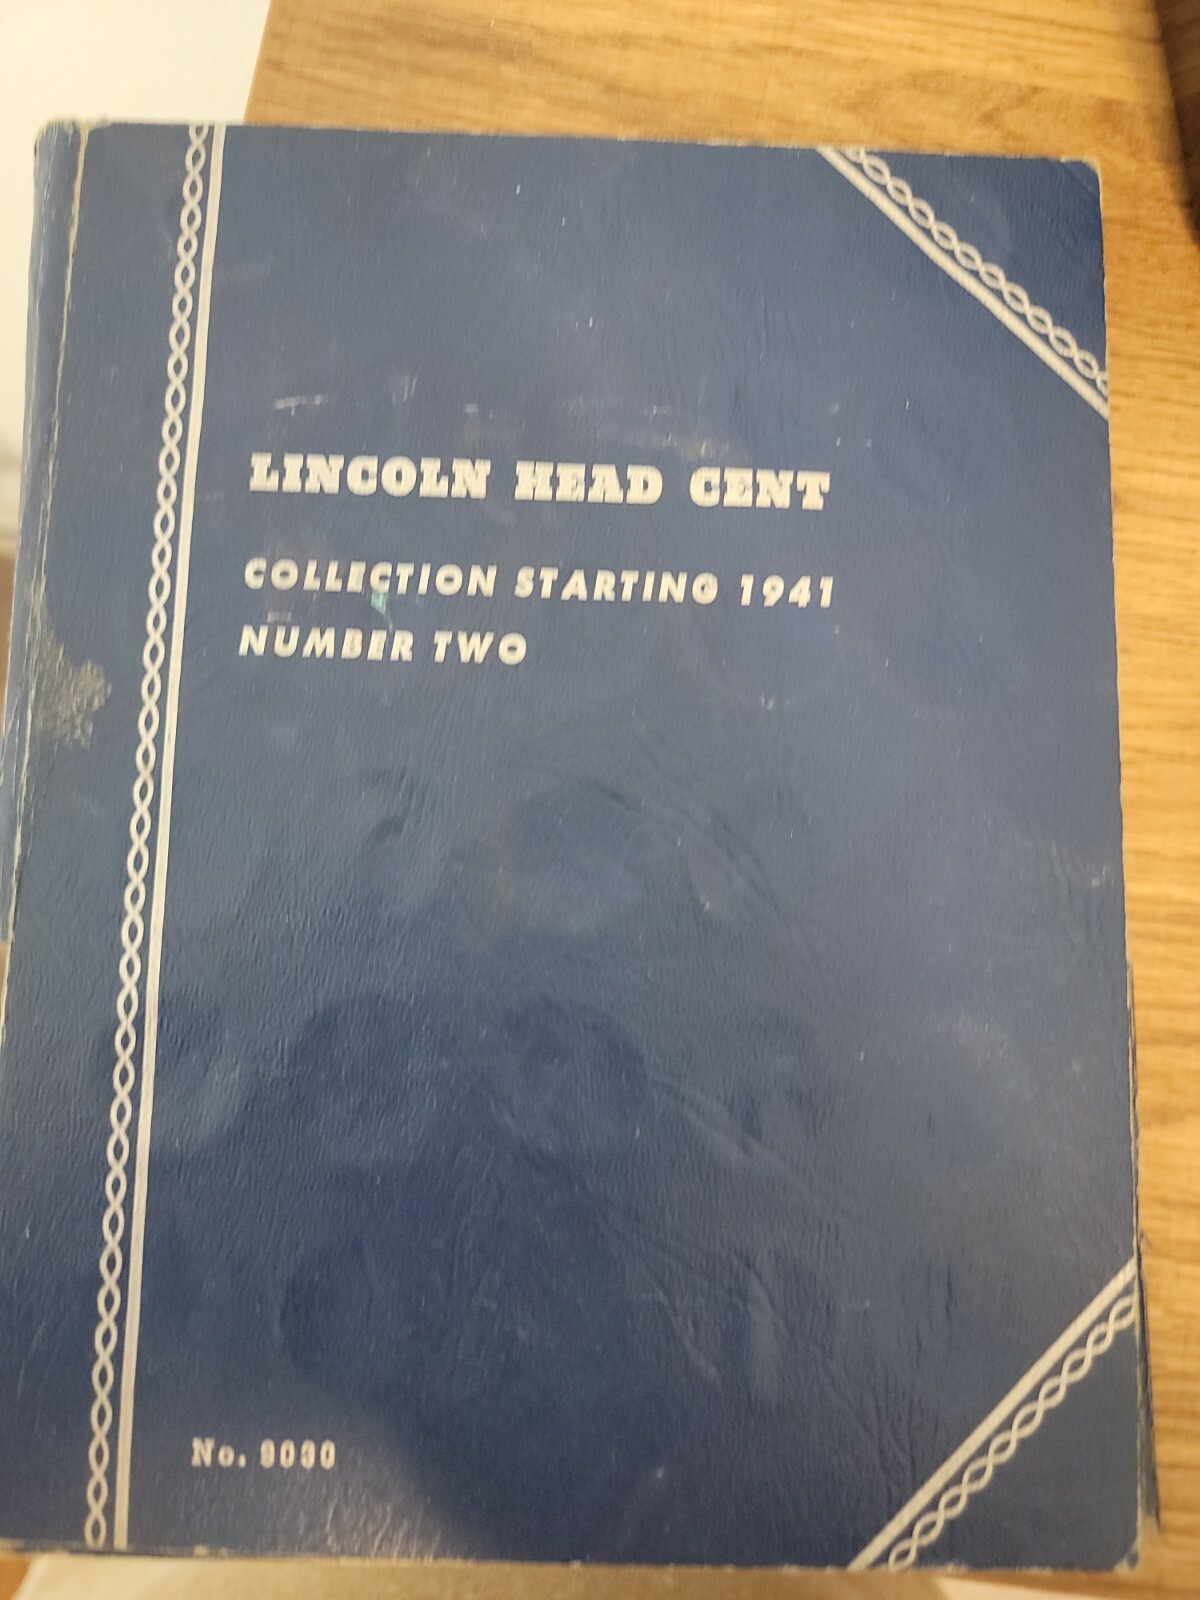 LINCOLN HEAD CENT
COLLECTION STARTING 1941
NUMBER TWO
No. 9030